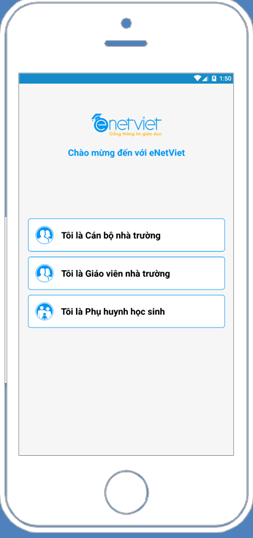 1:50
enetviet
Cổng thông tin giáo dục
Chào mừng đến với eNetViet
Tôi là Cán bộ nhà trường
Tôi là Giáo viên nhà trường
Tôi là Phụ huynh học sinh